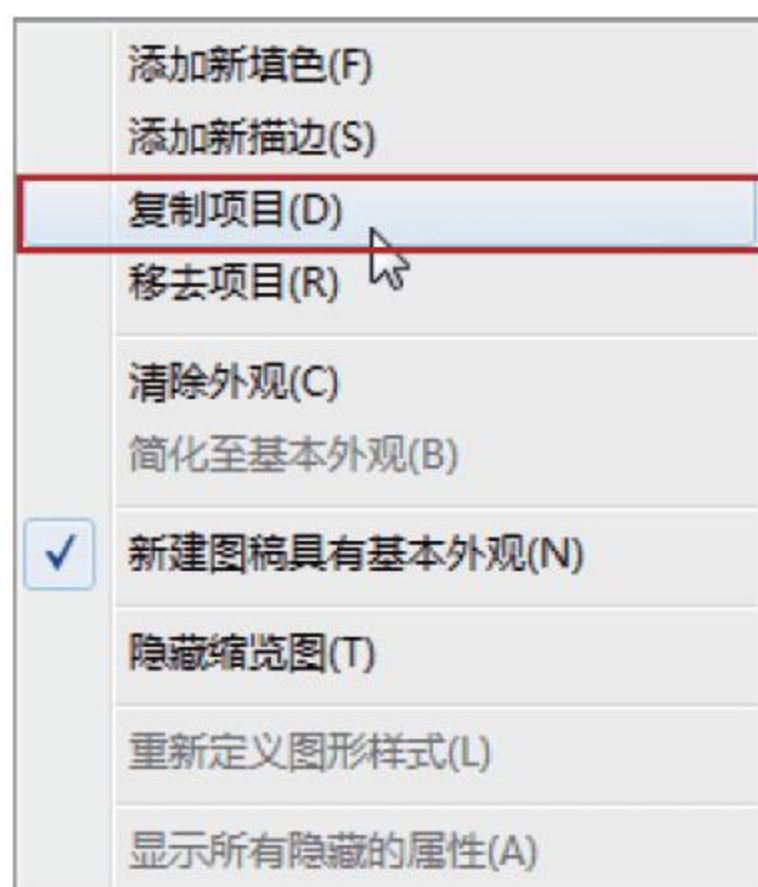 添加新填色(F)
添加新描边(S)
复制项目(D)
移去项目(R)
清除外观(C)
简化至基本外观(B)
新建图稿具有基本外观(N)
隐藏缩览图(T)
重新定义图形样式(L)
显示所有隐藏的属性(A)